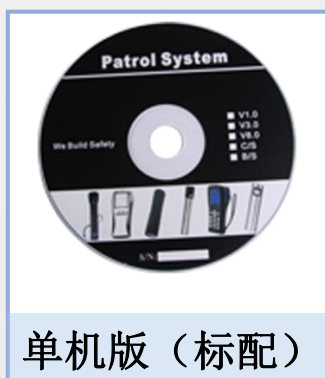 Patrol System
V1.0
V3.0
V6.0
We Build Safety
C/S
B/S
S/N:
单机版（标配）